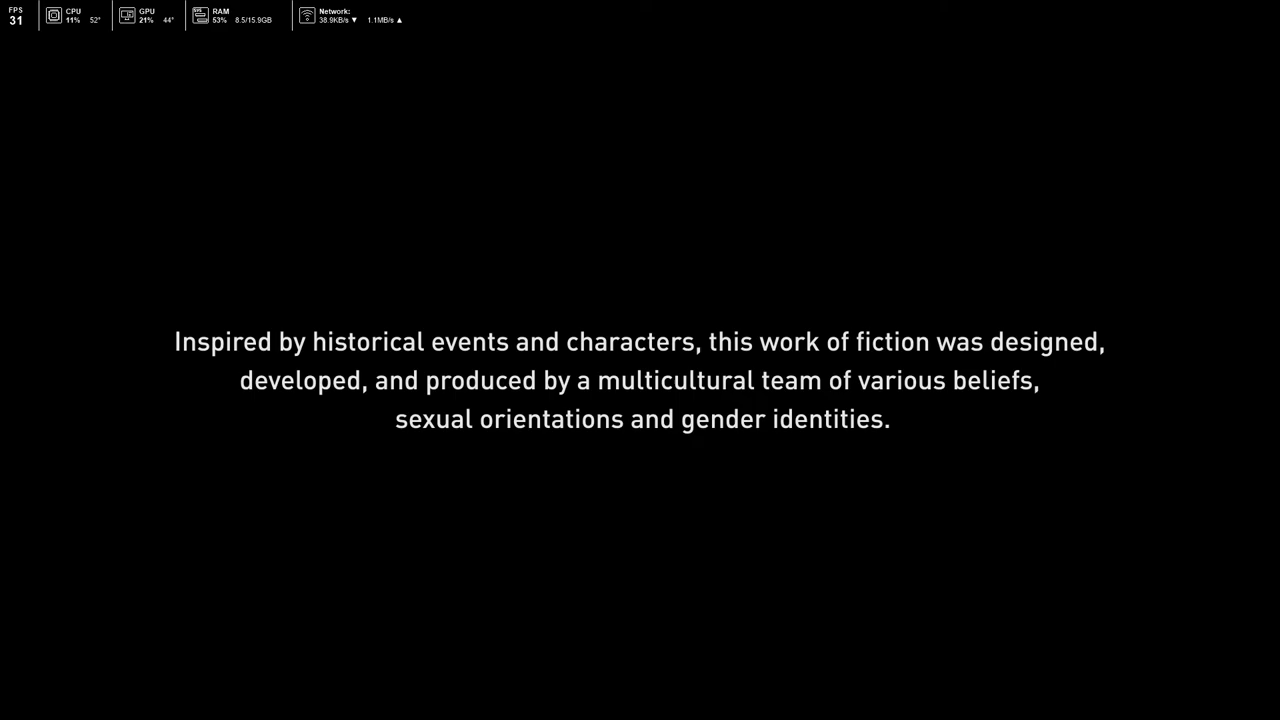 FPS
31
CPU
11% 52°
GPU
21% 44°
RAM
53% 8.5/15.9GB
Network:
38.9KB/s ▼ 1.1MB/s ▲
Inspired by historical events and characters, this work of fiction was designed,
developed, and produced by a multicultural team of various beliefs,
sexual orientations and gender identities.